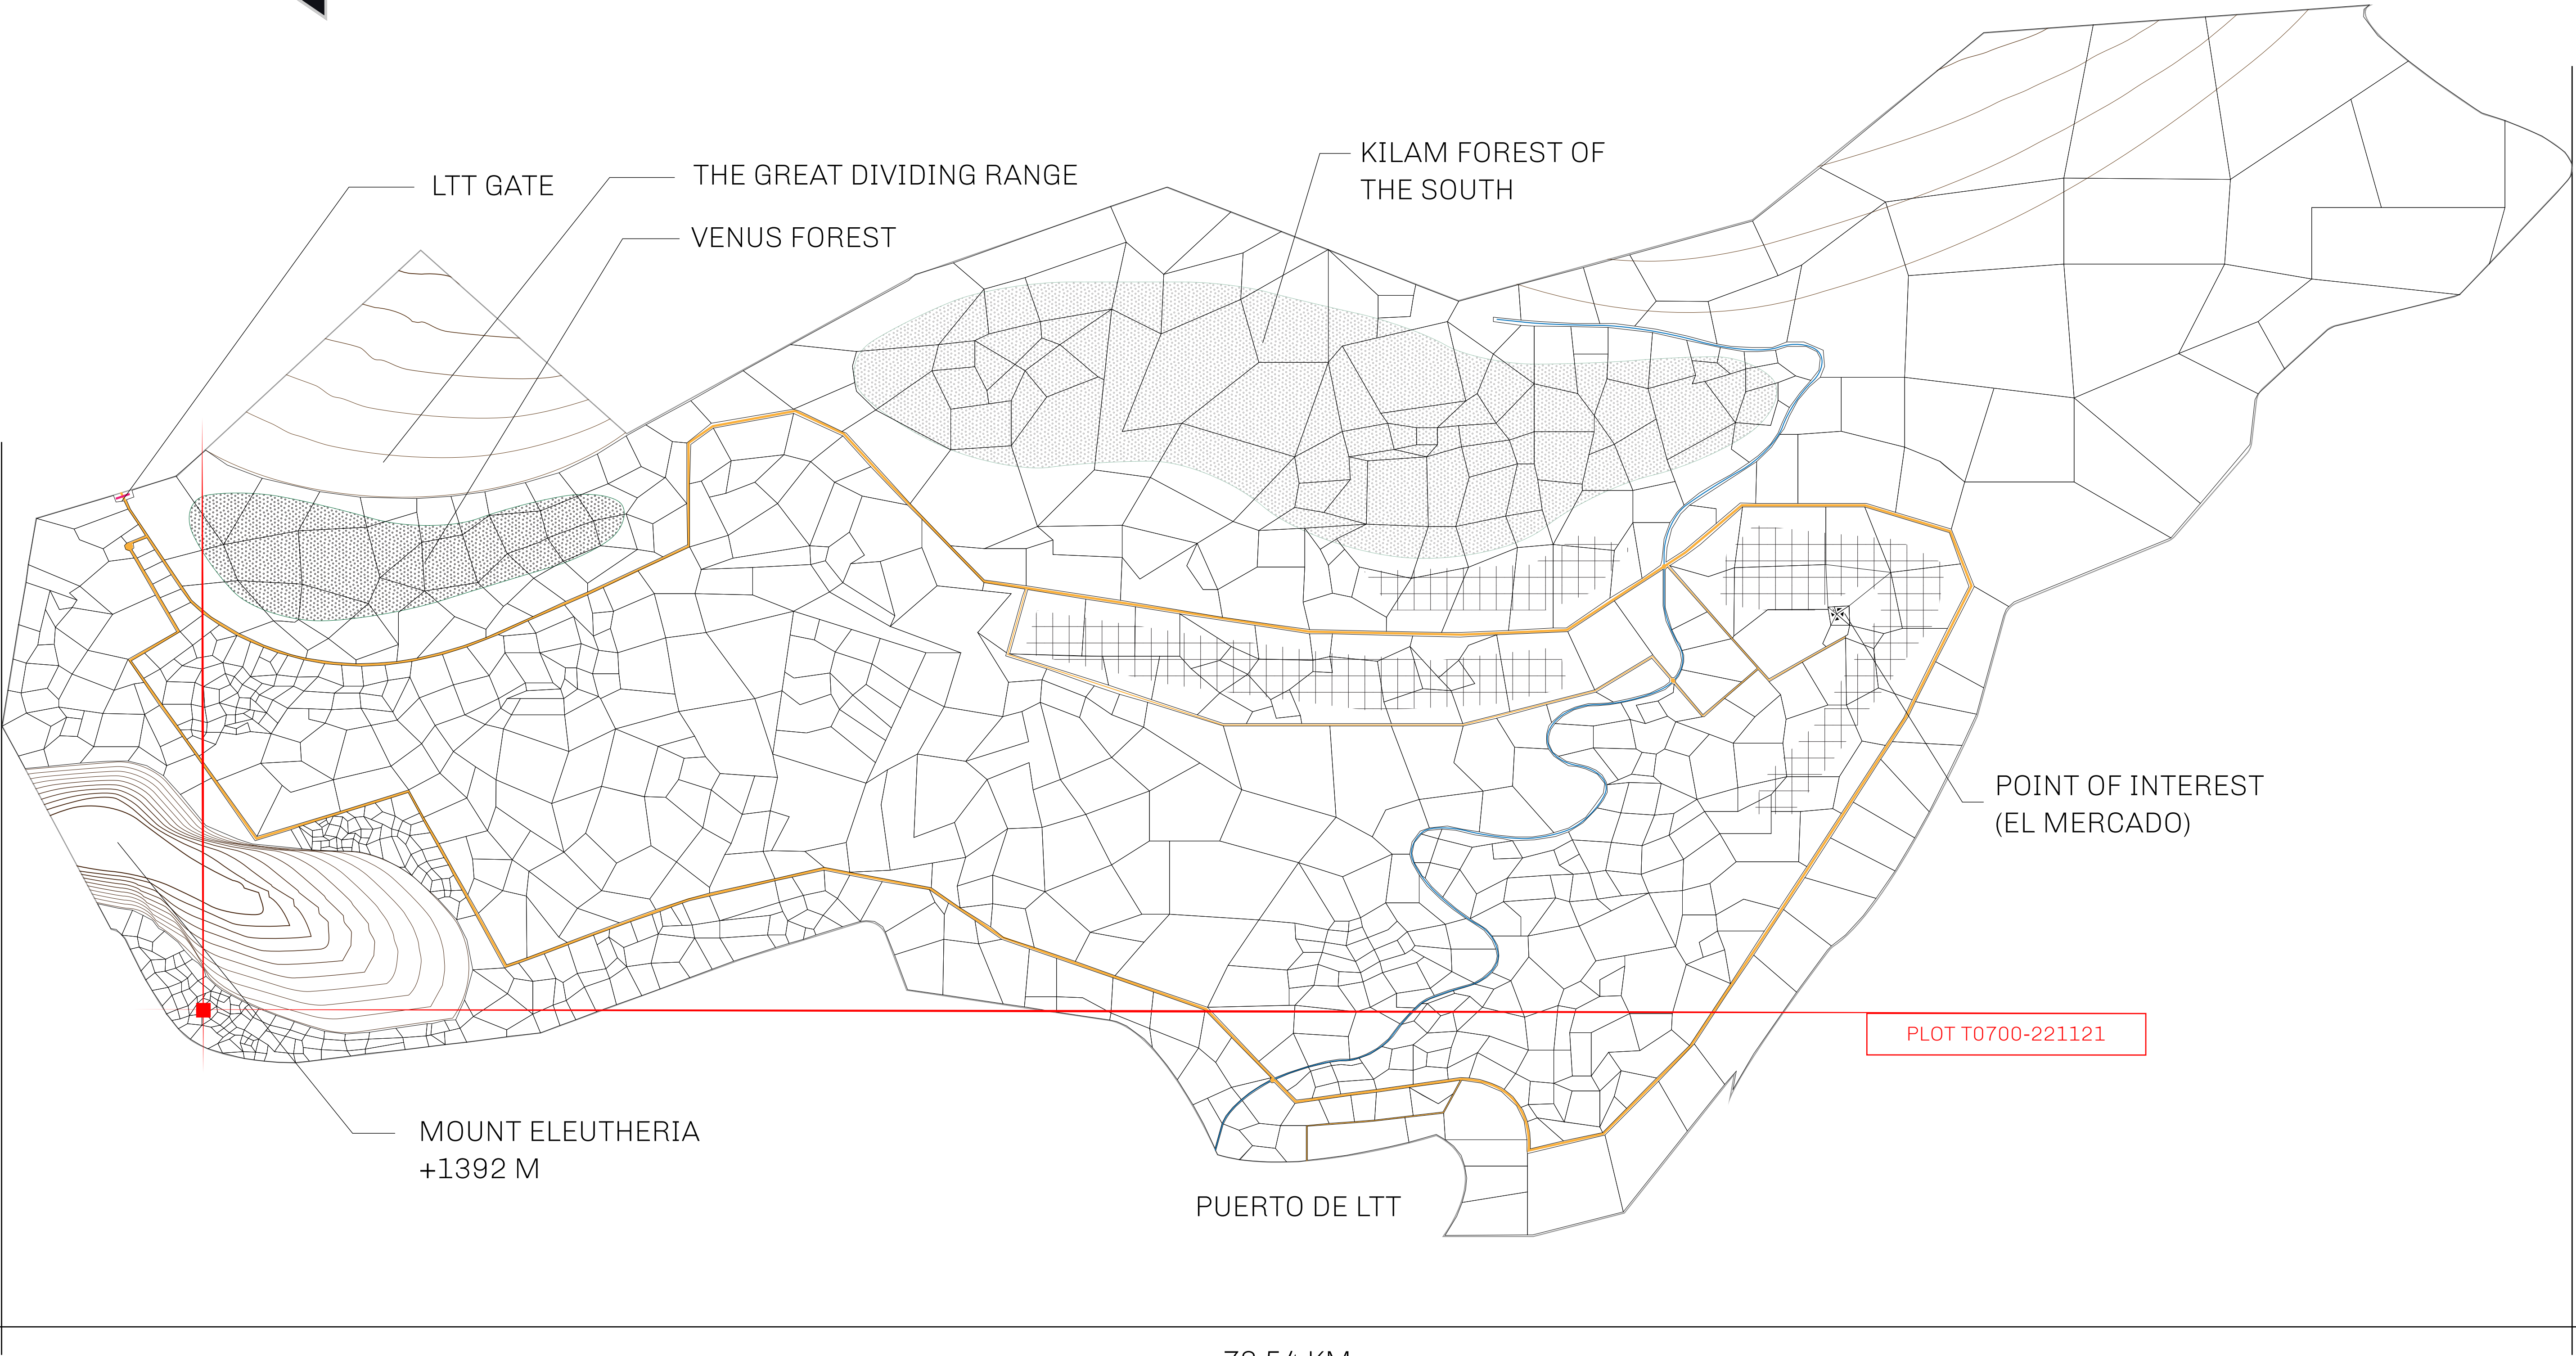 KILAM FOREST OF
THE SOUTH
LTT GATE
THE GREAT DIVIDING RANGE
VENUS FOREST
POINT OF INTEREST
(EL MERCADO)
PLOT T0700-221121
MOUNT ELEUTHERIA
+1392 M
PUERTO DE LTT
KM